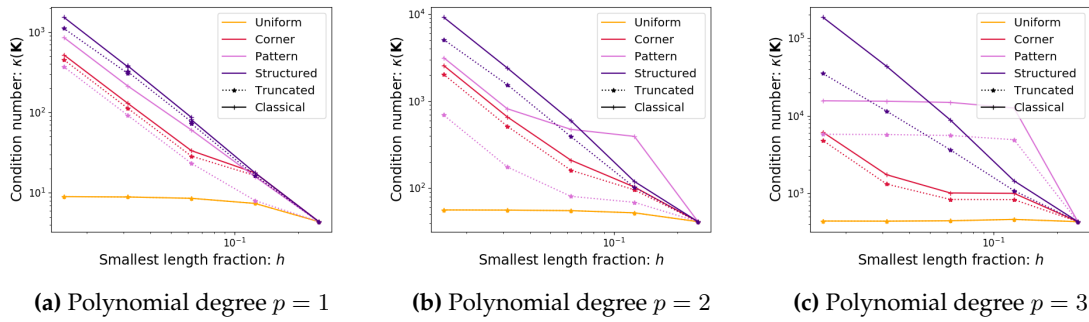 Condition number: κ(K)
10³
10²
10¹
Uniform
Corner
Pattern
Structured
Truncated
Classical
10⁻¹
Smallest length fraction: h
(a) Polynomial degree p = 1
Condition number: κ(K)
10⁴
10³
10²
Uniform
Corner
Pattern
Structured
Truncated
Classical
10⁻¹
Smallest length fraction: h
(b) Polynomial degree p = 2
Condition number: κ(K)
10⁵
10⁴
10³
Uniform
Corner
Pattern
Structured
Truncated
Classical
10⁻¹
Smallest length fraction: h
(c) Polynomial degree p = 3